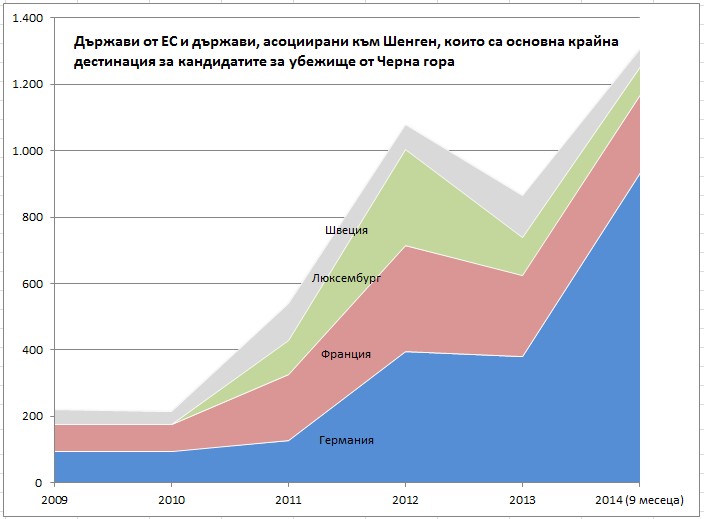 Държави от ЕС и държави, асоциирани към Шенген, които са основна крайна
дестинация за кандидатите за убежище от Черна гора
1.400
1.200
1.000
800
600
400
200
0
Швеция
Люксембург
Франция
Германия
2009 2010 2011 2012 2013 2014 (9 месеца)